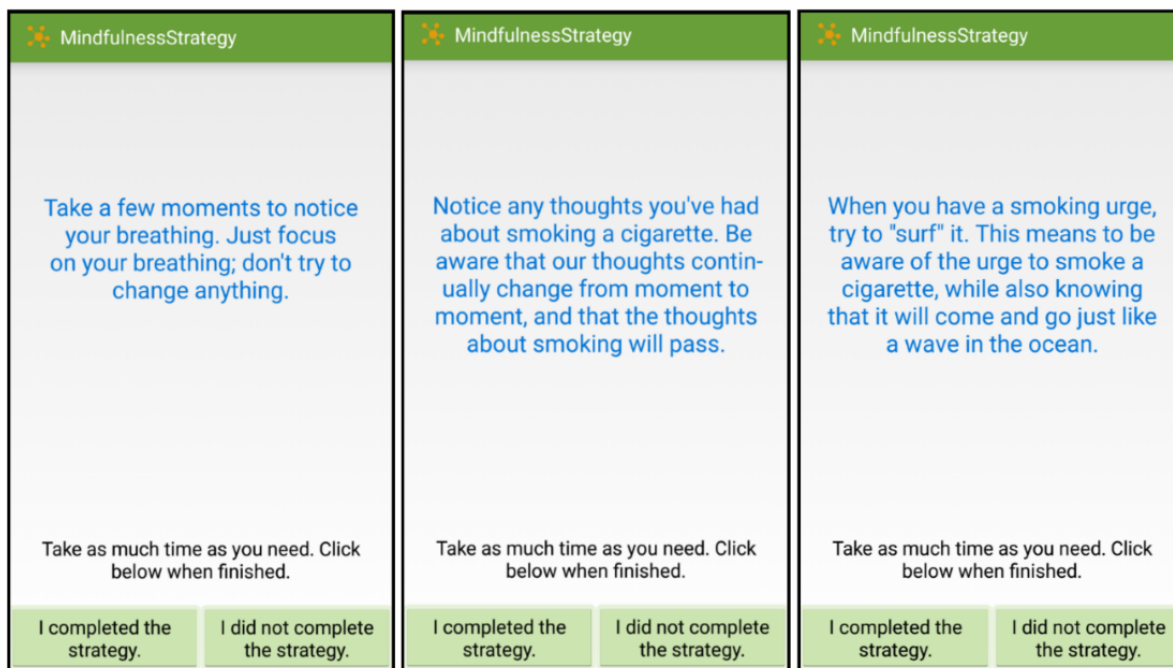 MindfulnessStrategy
Take a few moments to notice
your breathing. Just focus
on your breathing; don't try to
change anything.
Take as much time as you need. Click
below when finished.
I completed the
strategy.
I did not complete
the strategy.
MindfulnessStrategy
Notice any thoughts you've had
about smoking a cigarette. Be
aware that our thoughts contin-
ually change from moment to
moment, and that the thoughts
about smoking will pass.
Take as much time as you need. Click
below when finished.
I completed the
strategy.
I did not complete
the strategy.
MindfulnessStrategy
When you have a smoking urge,
try to "surf" it. This means to be
aware of the urge to smoke a
cigarette, while also knowing
that it will come and go just like
a wave in the ocean.
Take as much time as you need. Click
below when finished.
I completed the
strategy.
I did not complete
the strategy.